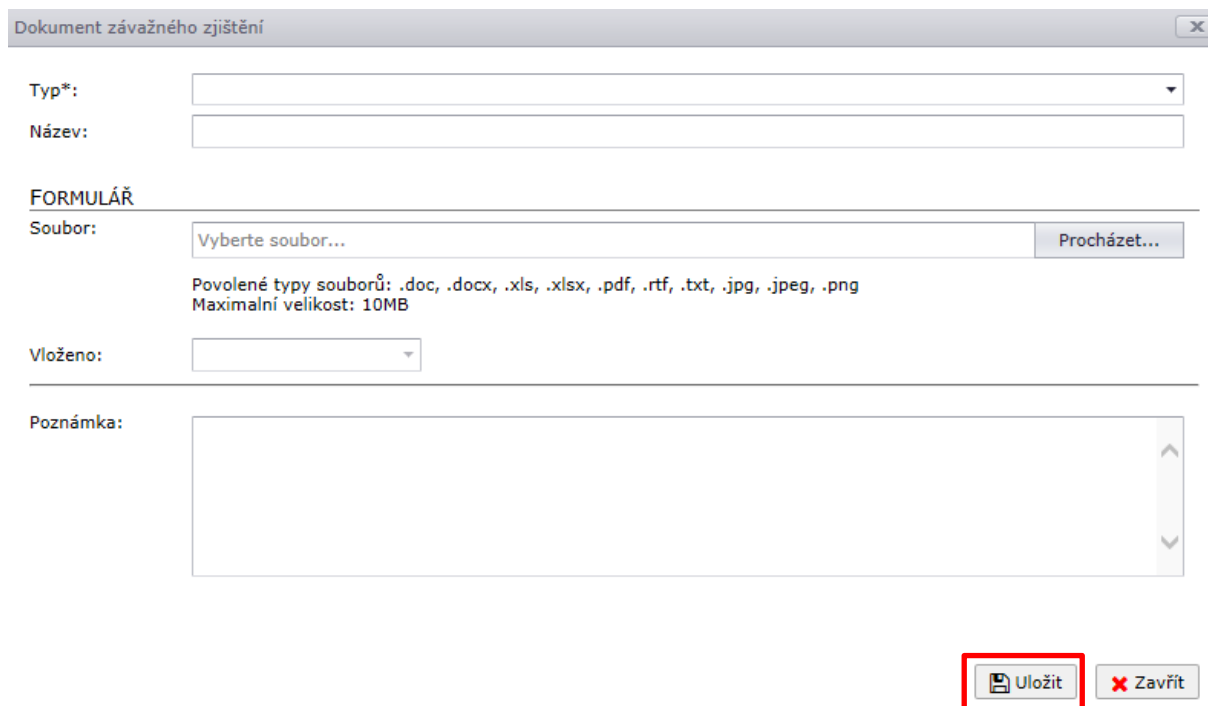 Dokument závažného zjištění
Typ*:
Název:
FORMULÁŘ
Soubor:
Vyberte soubor...
Procházet...
Povolené typy souborů: .doc, .docx, .xls, .xlsx, .pdf, .rtf, .txt, .jpg, .jpeg, .png
Maximalní velikost: 10MB
Vloženo:
Poznámka:
Uložit
Zavřít